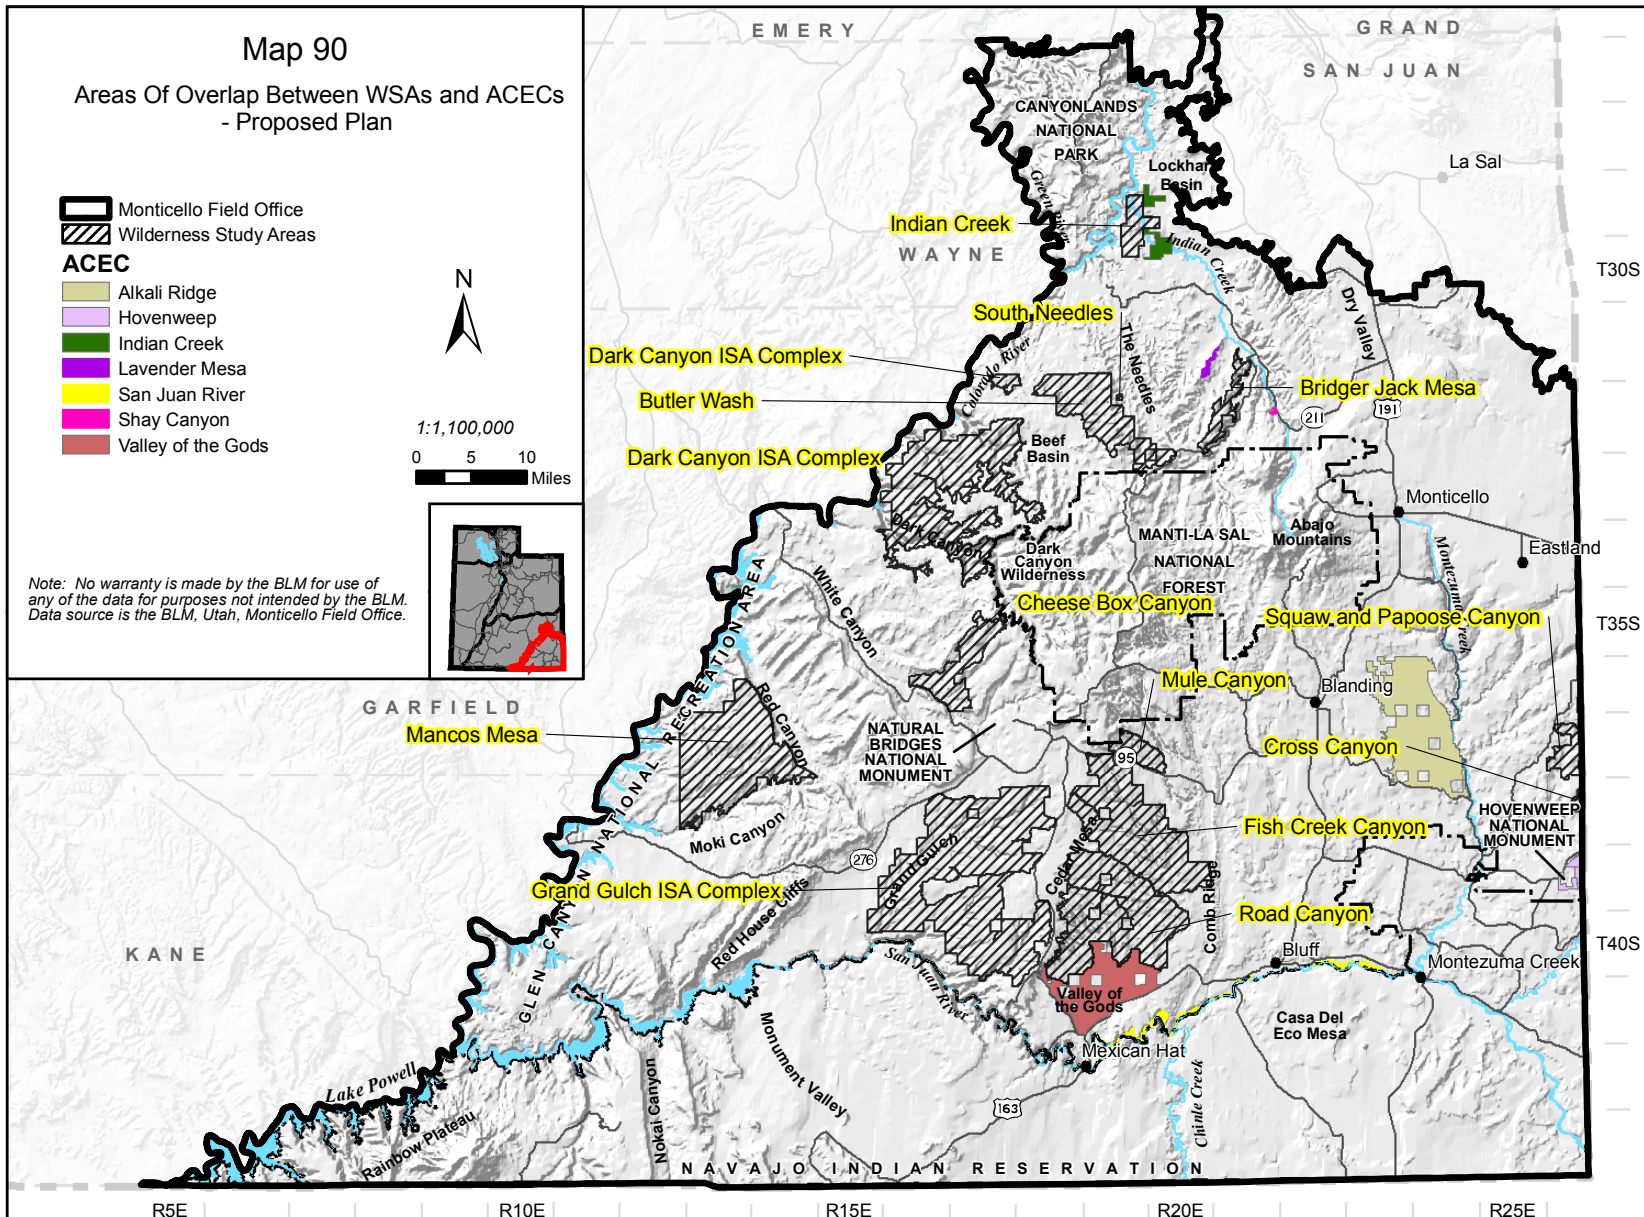 Map 90
Areas Of Overlap Between WSAs and ACECs
- Proposed Plan
Monticello Field Office
Wilderness Study Areas
ACEC
Alkali Ridge
Hovenweep
Indian Creek
Lavender Mesa
San Juan River
Shay Canyon
Valley of the Gods
N
1:1,100,000
0 5 10
Miles
Note: No warranty is made by the BLM for use of
any of the data for purposes not intended by the BLM.
Data source is the BLM, Utah, Monticello Field Office.
EMERY
GRAND
SAN JUAN
WAYNE
GARFIELD
KANE
CANYONLANDS
NATIONAL
PARK
Lockhar
Basin
La Sal
Green River
Indian Creek
Indian Creek
T30S
South Needles
Dry Valley
The Needles
Colorado River
Dark Canyon ISA Complex
Butler Wash
Bridger Jack Mesa
211
191
Beef
Basin
Dark Canyon ISA Complex
Monticello
Dark Canyon
Dark
Canyon
Wilderness
MANTI-LA SAL
NATIONAL
FOREST
Abajo
Mountains
Eastland
Montezuma Creek
White Canyon
Cheese Box Canyon
Squaw and Papoose Canyon
T35S
Mule Canyon
Blanding
Red Canyon
Mancos Mesa
NATURAL
BRIDGES
NATIONAL
MONUMENT
95
Cross Canyon
GLEN CANYON NATIONAL RECREATION AREA
Moki Canyon
276
HOVENWEEP
NATIONAL
MONUMENT
Fish Creek Canyon
Cedar Mesa
Grand Gulch
Grand Gulch ISA Complex
Red House Cliffs
Comb Ridge
Road Canyon
T40S
San Juan River
Bluff
Montezuma Creek
Valley of
the Gods
Casa Del
Eco Mesa
Mexican Hat
Monument Valley
Chinle Creek
Lake Powell
Nokai Canyon
163
Rainbow Plateau
NAVAJO INDIAN RESERVATION
R5E
R10E
R15E
R20E
R25E